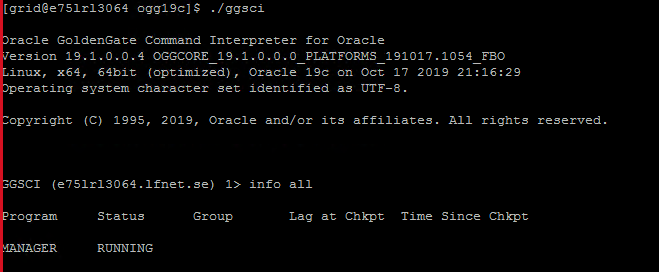 [grid@e75lrl3064 ogg19c]$ ./ggsci
Oracle GoldenGate Command Interpreter for Oracle
Version 19.1.0.0.4 OGGCORE_19.1.0.0.0_PLATFORMS_191017.1054_FBO
Linux, x64, 64bit (optimized), Oracle 19c on Oct 17 2019 21:16:29
Operating system character set identified as UTF-8.
Copyright (C) 1995, 2019, Oracle and/or its affiliates. All rights reserved.
GGSCI (e75lrl3064.lfnet.se) 1> info all
Program Status Group Lag at Chkpt Time Since Chkpt
MANAGER RUNNING